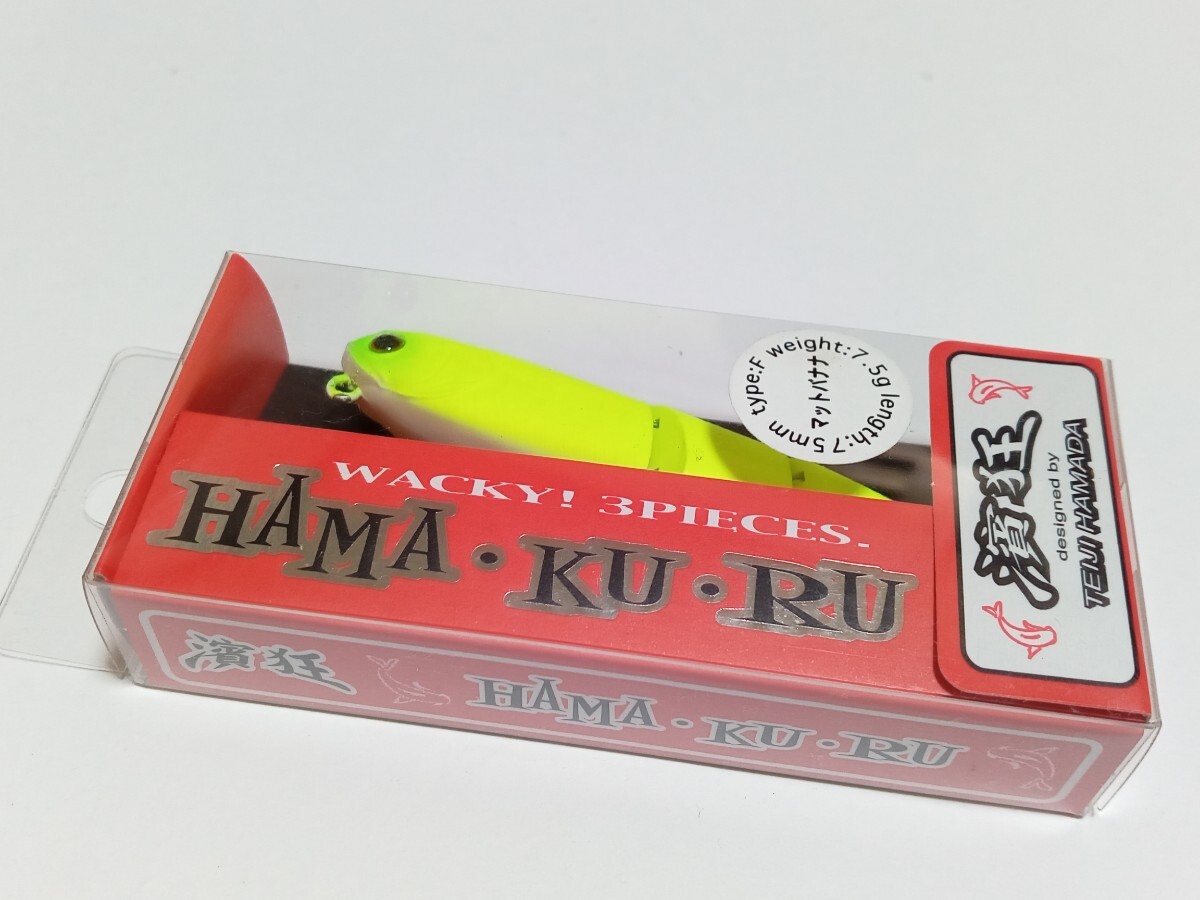 type:F weight:7.5g length:75mm
マットバナナ
濱狂
designed by
TEIJI HAMADA
WACKY! 3PIECES.
HAMA・KU・RU
濱狂 HAMA・KU・RU